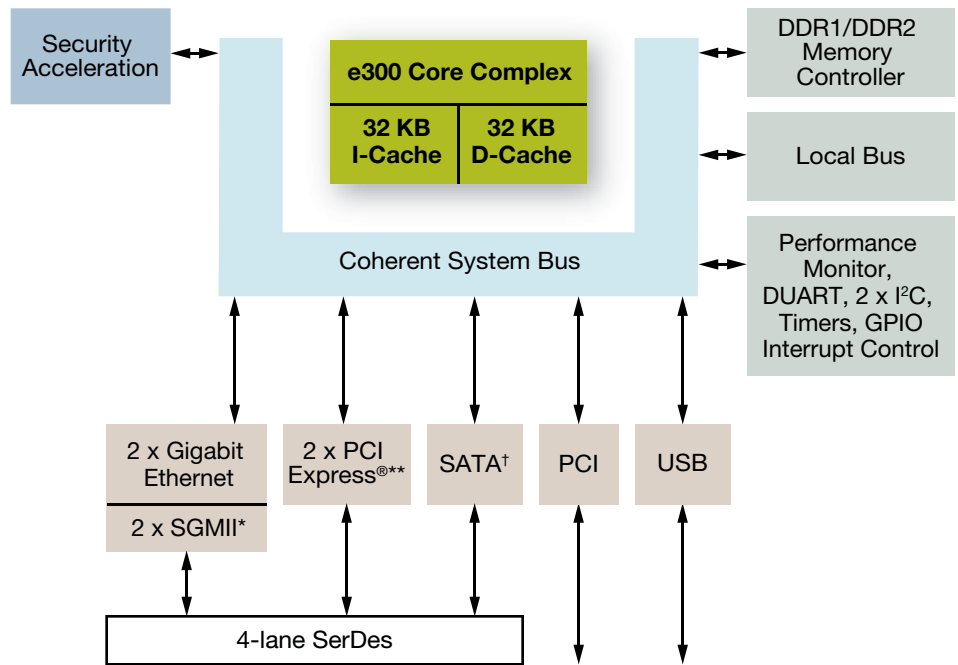 Security
Acceleration
e300 Core Complex
32 KB
I-Cache
32 KB
D-Cache
DDR1/DDR2
Memory
Controller
Local Bus
Coherent System Bus
Performance
Monitor,
DUART, 2 x I²C,
Timers, GPIO
Interrupt Control
2 x Gigabit
Ethernet
2 x SGMII*
2 x PCI
Express®**
SATA†
PCI
USB
4-lane SerDes